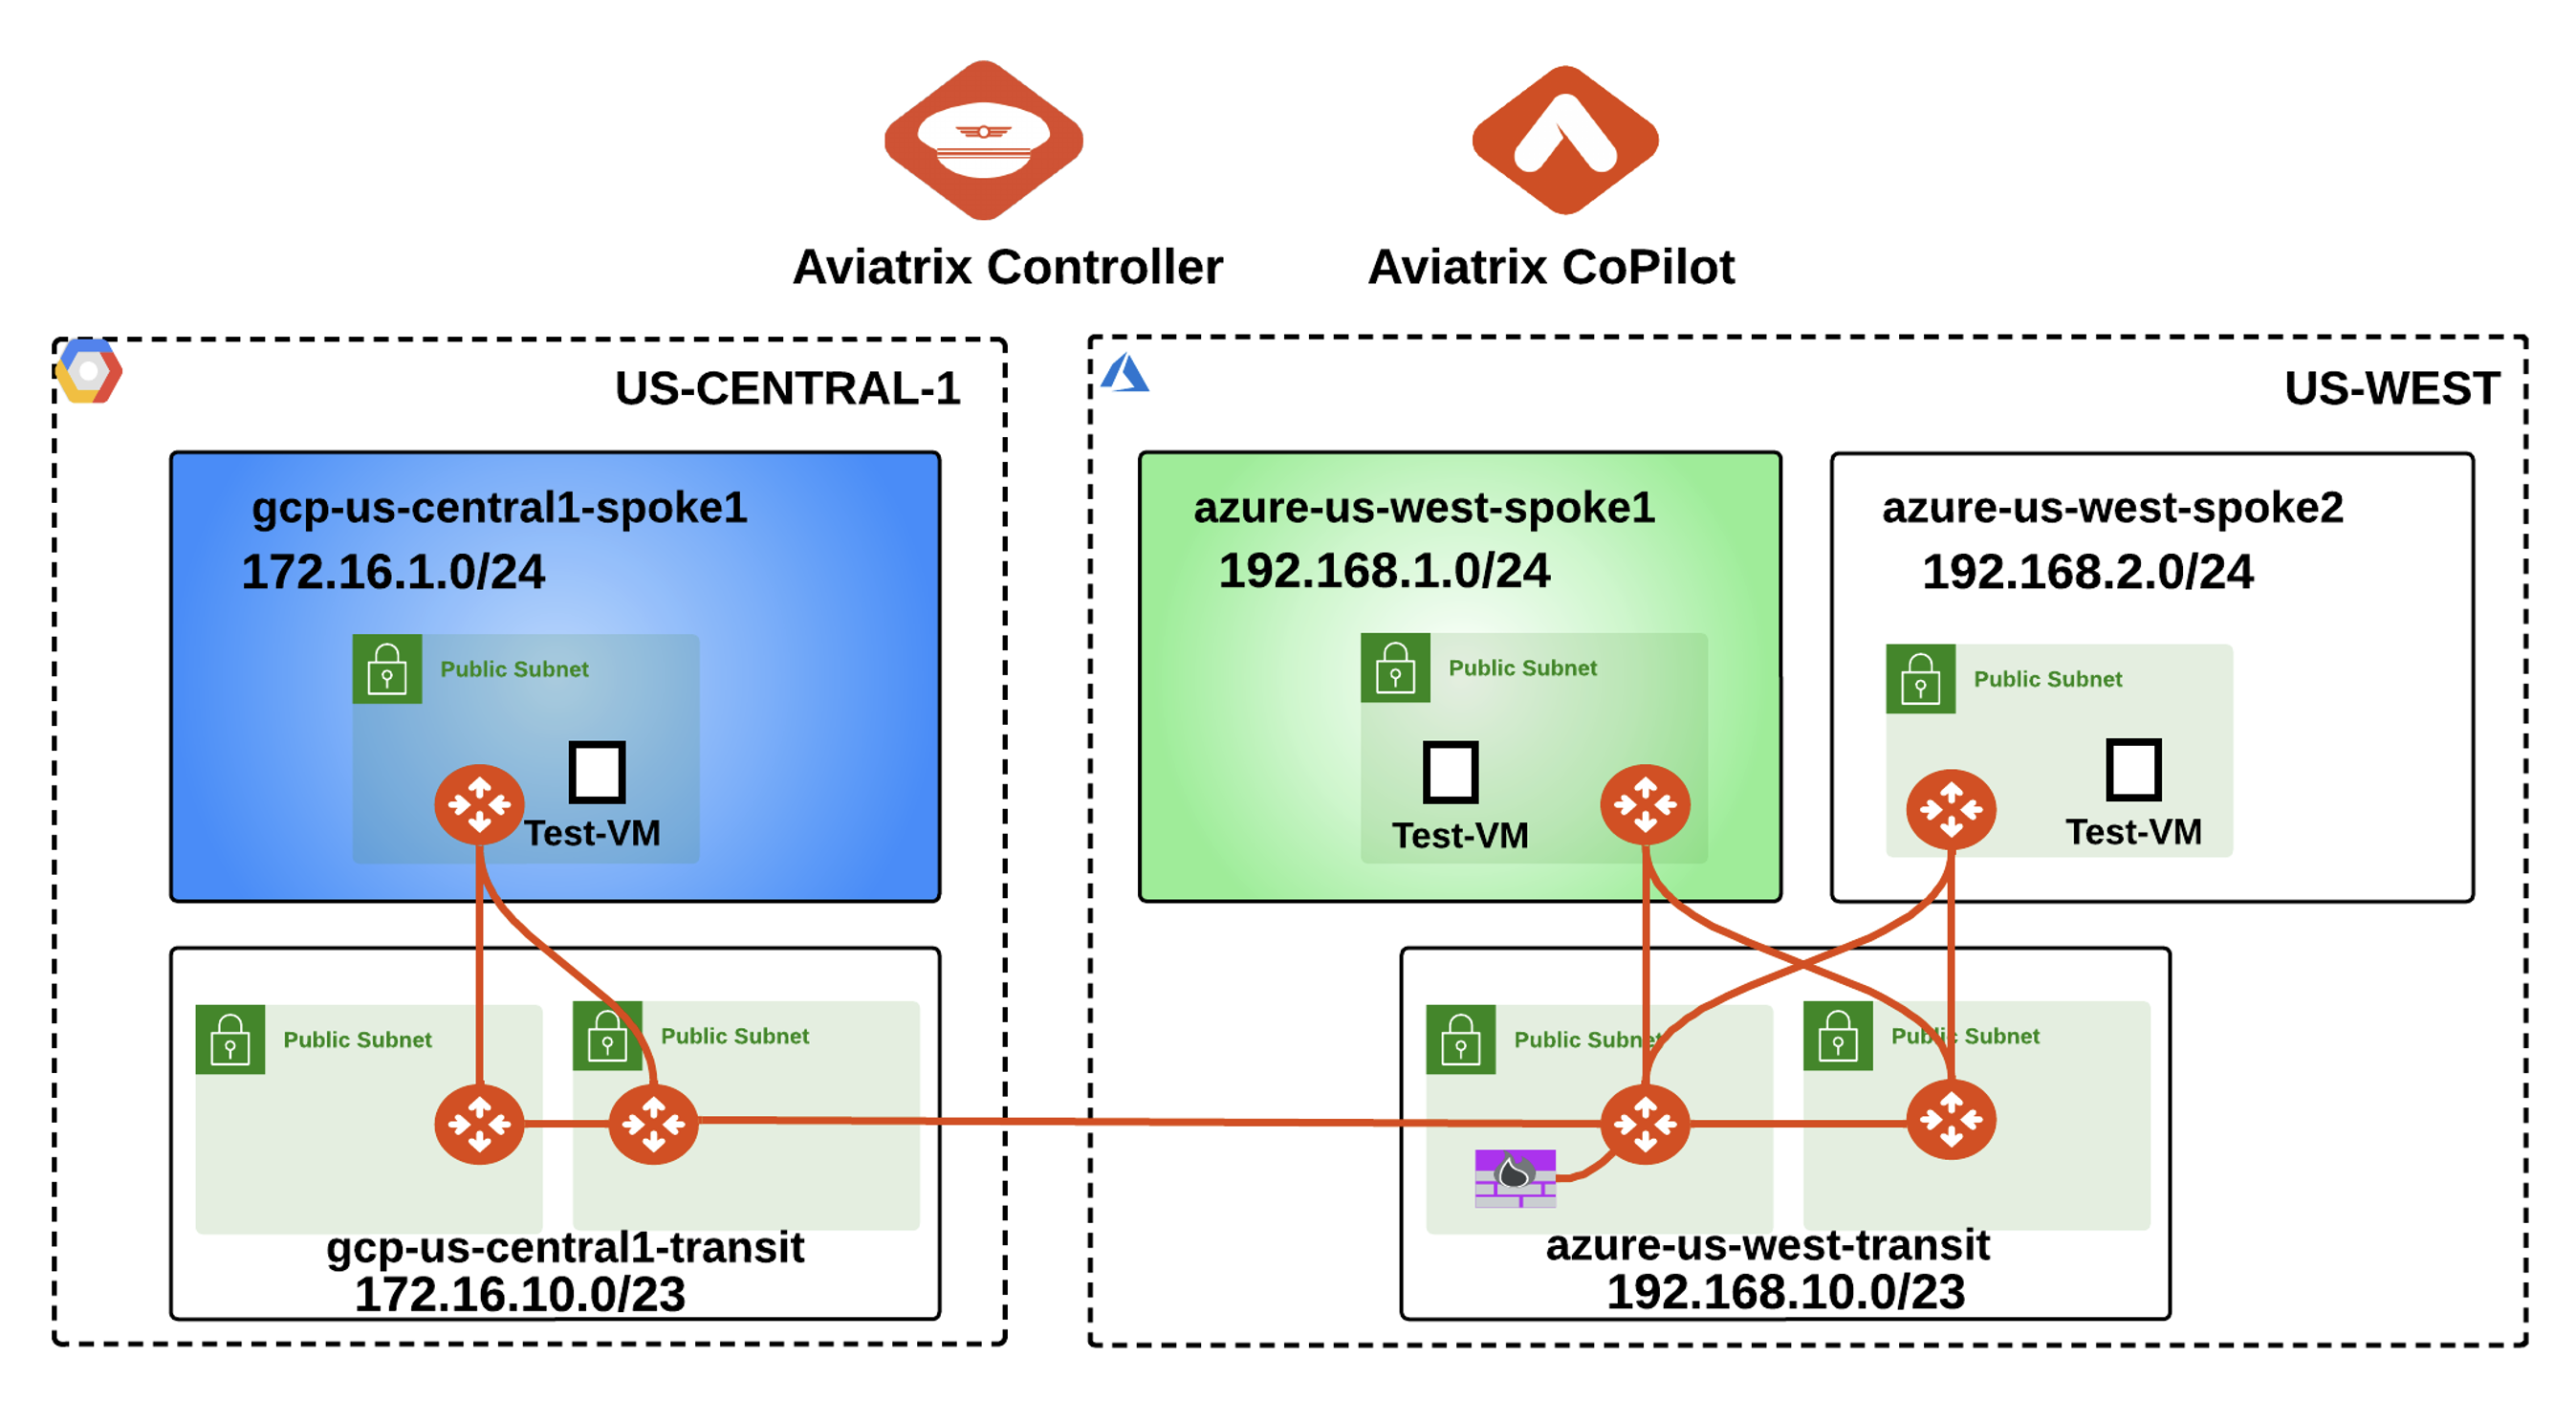 Aviatrix Controller
Aviatrix CoPilot
US-CENTRAL-1
US-WEST
gcp-us-central1-spoke1
172.16.1.0/24
Public Subnet
Test-VM
azure-us-west-spoke1
192.168.1.0/24
Public Subnet
Test-VM
azure-us-west-spoke2
192.168.2.0/24
Public Subnet
Test-VM
Public Subnet
Public Subnet
gcp-us-central1-transit
172.16.10.0/23
Public Subnet
Public Subnet
azure-us-west-transit
192.168.10.0/23